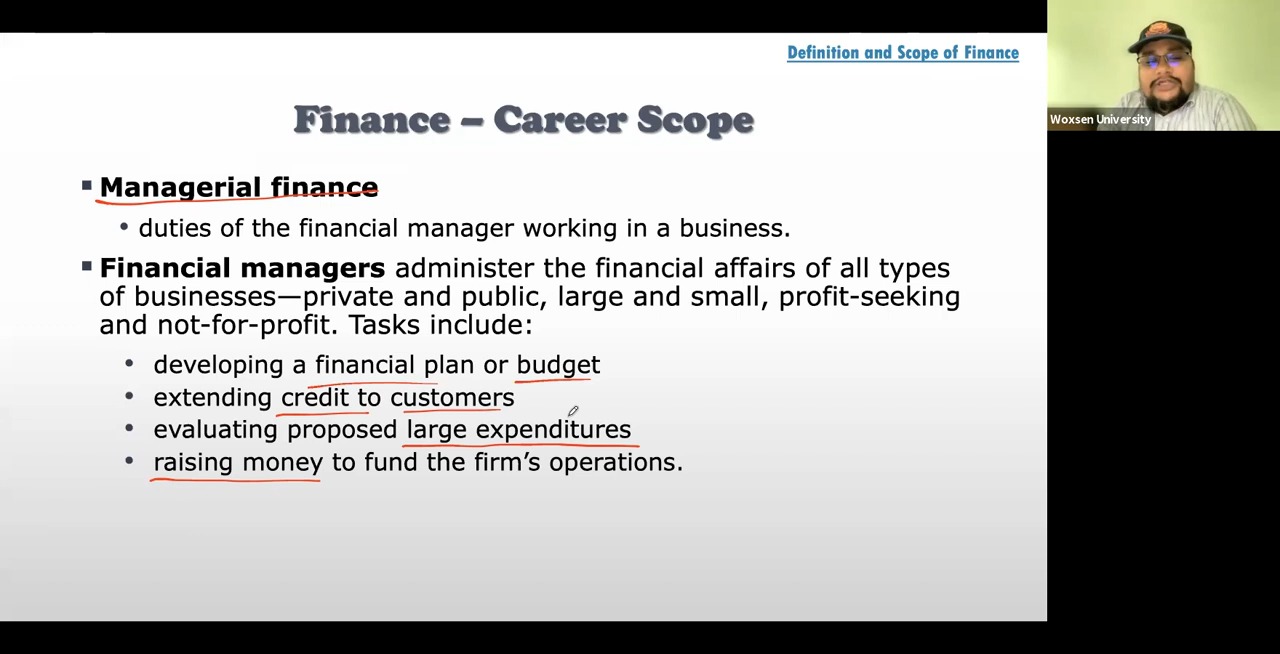 Definition and Scope of Finance
Finance – Career Scope
Managerial finance
duties of the financial manager working in a business.
Financial managers administer the financial affairs of all types
of businesses—private and public, large and small, profit-seeking
and not-for-profit. Tasks include:
developing a financial plan or budget
extending credit to customers
evaluating proposed large expenditures
raising money to fund the firm’s operations.
Woxsen University